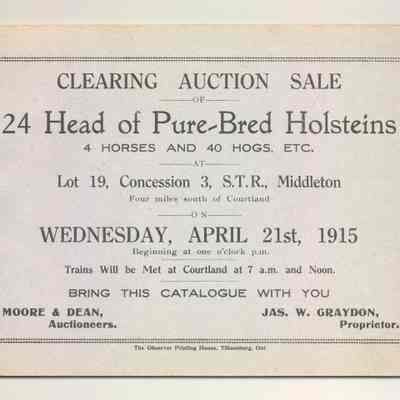 CLEARING AUCTION SALE
OF
24 Head of Pure-Bred Holsteins
4 HORSES AND 40 HOGS. ETC.
AT
Lot 19, Concession 3, S.T.R., Middleton
Four miles south of Courtland
ON
WEDNESDAY, APRIL 21st, 1915
Beginning at one o'clock p.m.
Trains Will be Met at Courtland at 7 a.m. and Noon.
BRING THIS CATALOGUE WITH YOU
MOORE & DEAN,
Auctioneers.
JAS. W. GRAYDON,
Proprietor.
The Observer Printing House, Tillsonburg, Ont